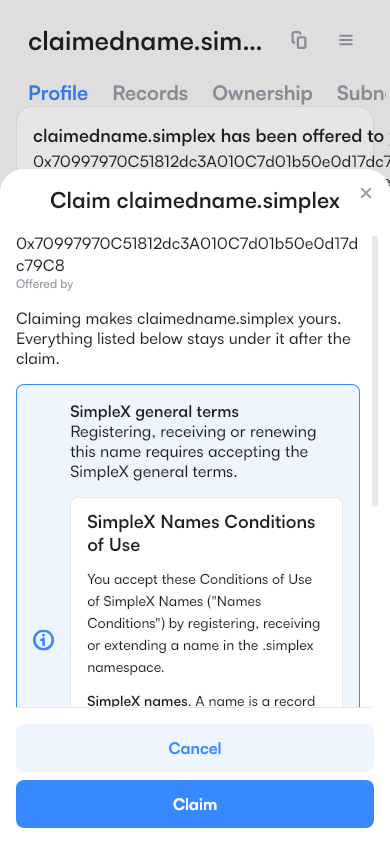 claimedname.sim...
Profile Records Ownership Subn
claimedname.simplex has been offered to
0x70997970C51812dc3A010C7d01b50e0d17dc7
Claim claimedname.simplex
0x70997970C51812dc3A010C7d01b50e0d17d
c79C8
Offered by
Claiming makes claimedname.simplex yours.
Everything listed below stays under it after the
claim.
SimpleX general terms
Registering, receiving or renewing
this name requires accepting the
SimpleX general terms.
SimpleX Names Conditions
of Use
You accept these Conditions of Use
of SimpleX Names ("Names
Conditions") by registering, receiving
or extending a name in the .simplex
namespace.
SimpleX names. A name is a record
Cancel
Claim